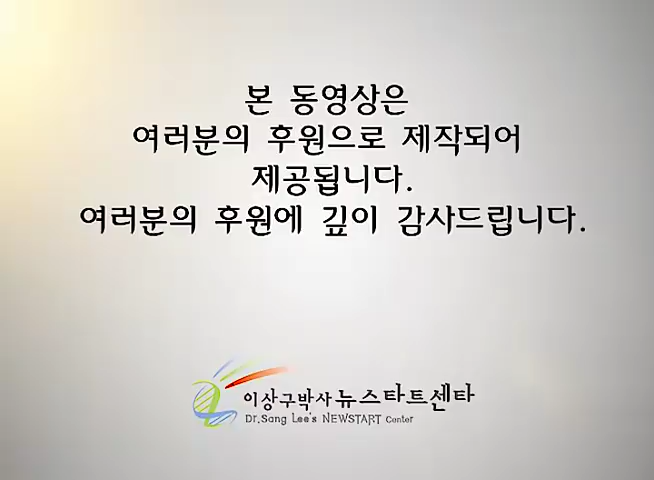 본 동영상은
여러분의 후원으로 제작되어
제공됩니다.
여러분의 후원에 깊이 감사드립니다.
이상구박사 뉴스타트센타
Dr.Sang Lee's NEWSTART Center